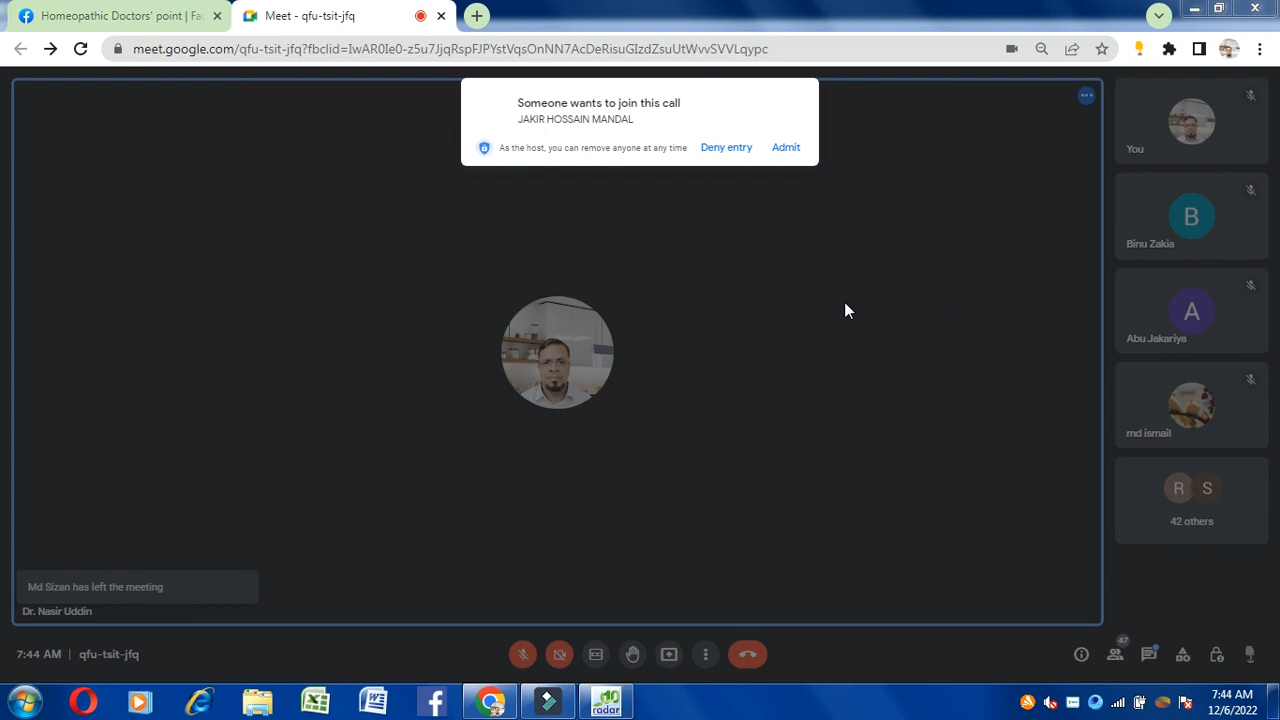 Homeopathic Doctors' point | Fac
Meet - qfu-tsit-jfq
meet.google.com/qfu-tsit-jfq?fbclid=IwAR0Ie0-z5u7JjqRspFJPYstVqsOnNN7AcDeRisuGIzdZsuUtWvvSVVLqypc
Someone wants to join this call
JAKIR HOSSAIN MANDAL
As the host, you can remove anyone at any time
Deny entry
Admit
You
B
Binu Zakia
A
Abu Jakariya
md ismail
R S
42 others
Md Sizan has left the meeting
Dr. Nasir Uddin
7:44 AM | qfu-tsit-jfq
47
10
radar
7:44 AM
12/6/2022